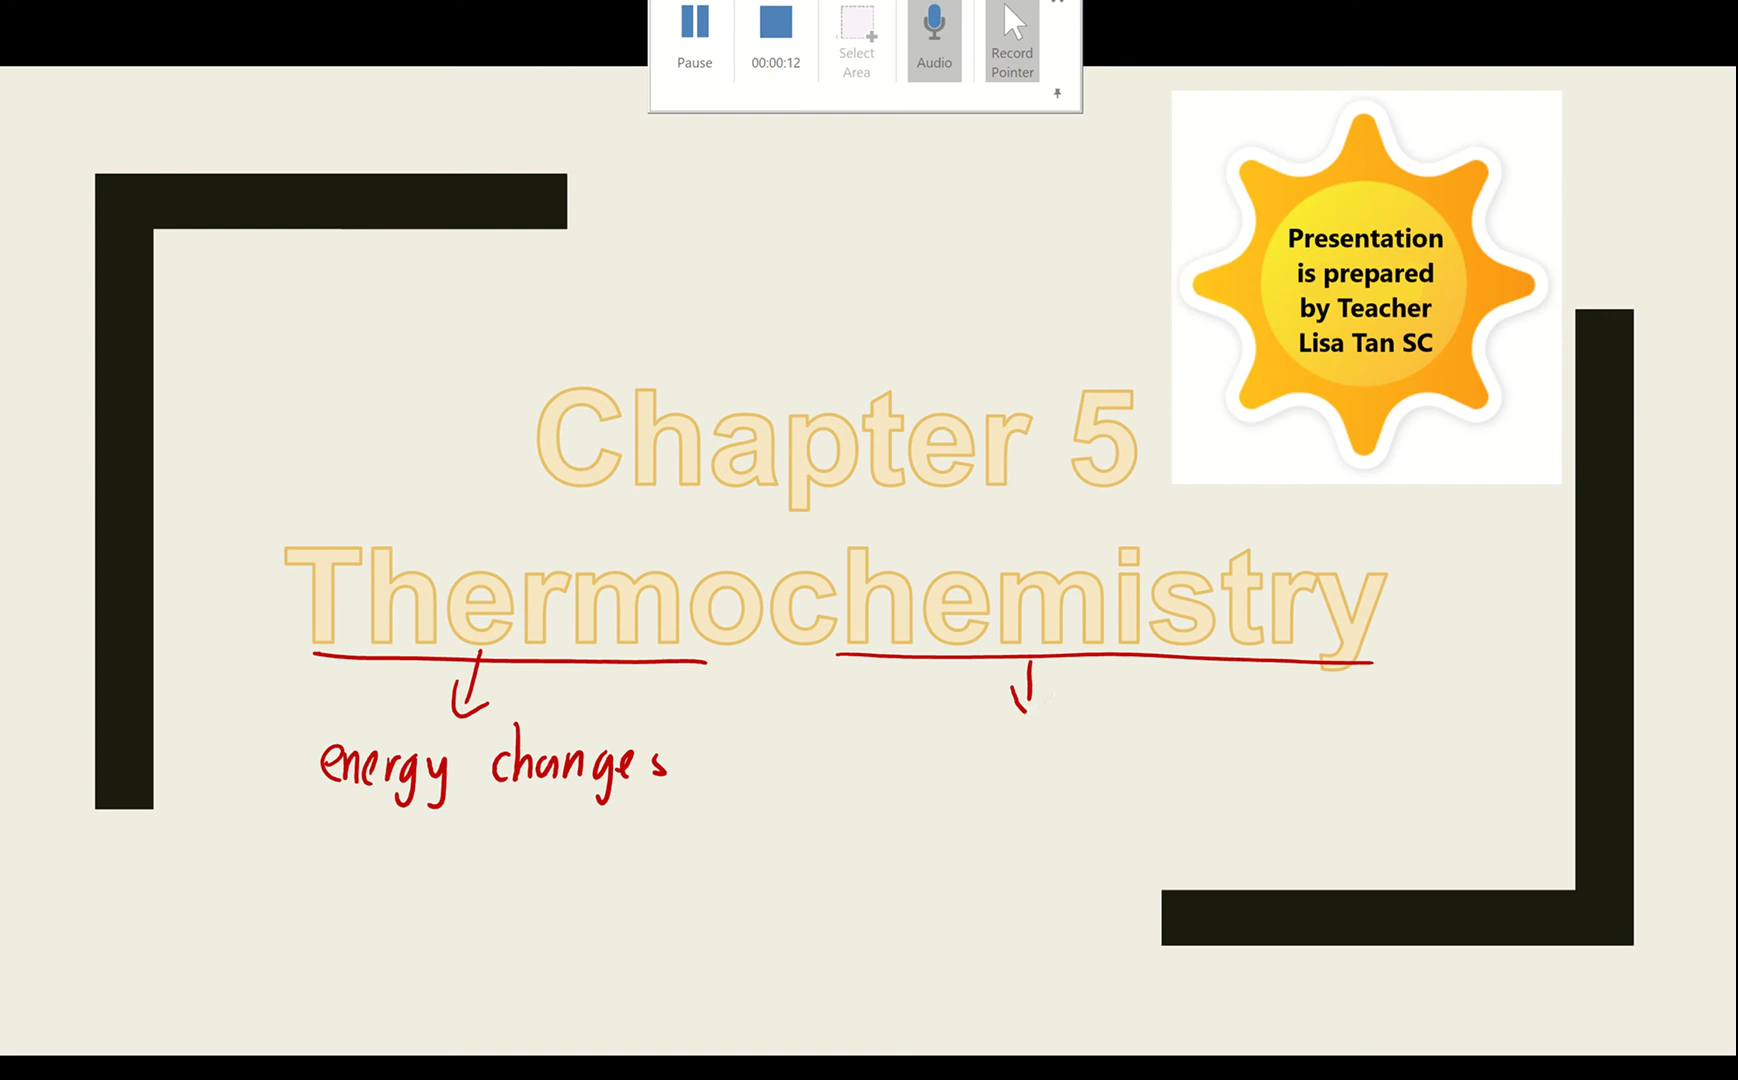 Pause
00:00:12
Select
Area
Audio
Record
Pointer
Presentation
is prepared
by Teacher
Lisa Tan SC
Chapter 5
Thermochemistry
energy changes